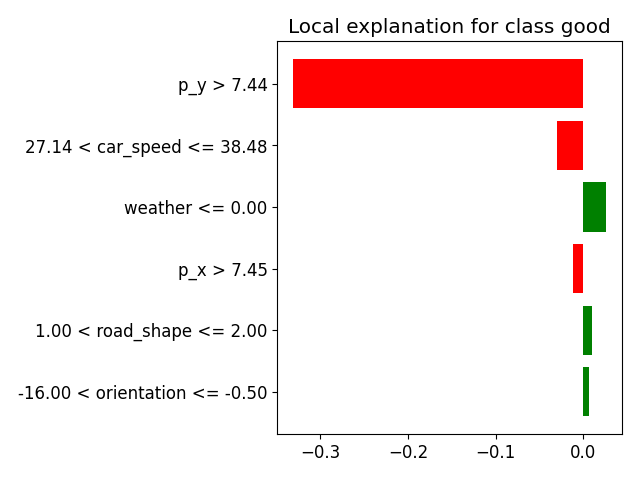 Local explanation for class good
p_y > 7.44
27.14 < car_speed <= 38.48
weather <= 0.00
p_x > 7.45
1.00 < road_shape <= 2.00
-16.00 < orientation <= -0.50
−0.3 −0.2 −0.1 0.0